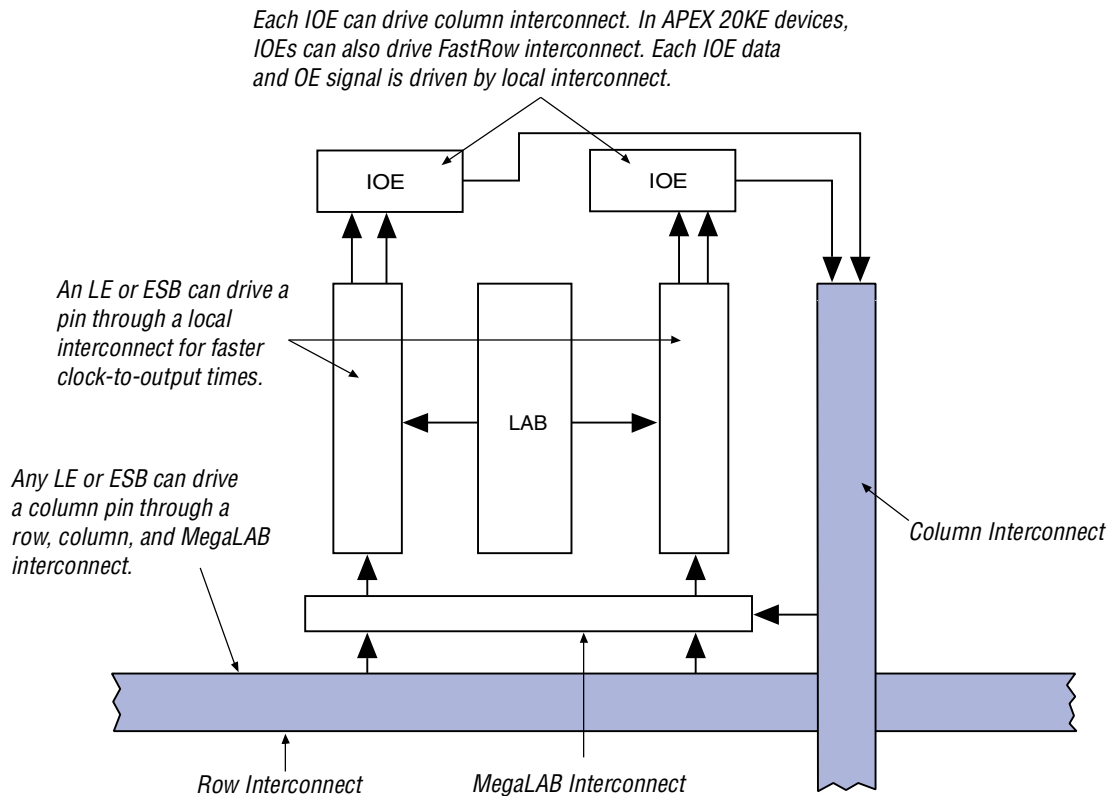 Each IOE can drive column interconnect. In APEX 20KE devices,
IOEs can also drive FastRow interconnect. Each IOE data
and OE signal is driven by local interconnect.
IOE
IOE
An LE or ESB can drive a
pin through a local
interconnect for faster
clock-to-output times.
LAB
Any LE or ESB can drive
a column pin through a
row, column, and MegaLAB
interconnect.
Column Interconnect
Row Interconnect
MegaLAB Interconnect